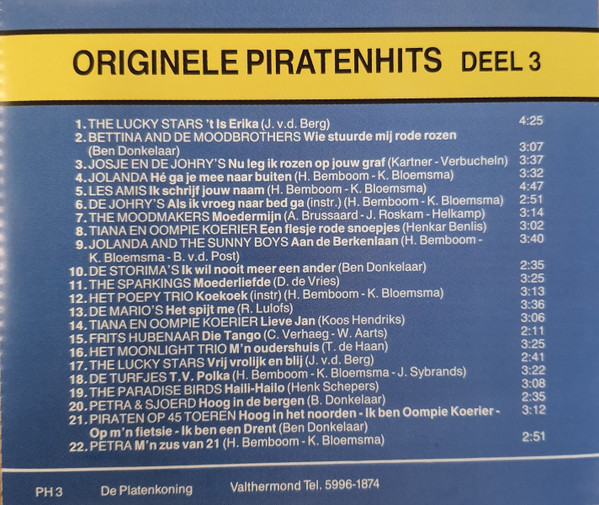 ORIGINELE PIRATENHITS DEEL 3
1. THE LUCKY STARS 't Is Erika (J. v.d. Berg) 4:25
2. BETTINA AND DE MOODBROTHERS Wie stuurde mij rode rozen
(Ben Donkelaar) 3:07
3. JOSJE EN DE JOHRY'S Nu leg ik rozen op jouw graf (Kartner - Verbucheln) 3:37
4. JOLANDA Hé ga je mee naar buiten (H. Bemboom - K. Bloemsma) 3:32
5. LES AMIS Ik schrijf jouw naam (H. Bemboom - K. Bloemsma) 4:47
6. DE JOHRY'S Als ik vroeg naar bed ga (instr.) (H. Bemboom - K. Bloemsma) 2:51
7. THE MOODMAKERS Moedermijn (A. Brussaard - J. Roskam - Helkamp) 3:14
8. TIANA EN OOMPIE KOERIER Een flesje rode snoepjes (Henkar Benlis) 3:02
9. JOLANDA AND THE SUNNY BOYS Aan de Berkenlaan (H. Bemboom - 3:40
K. Bloemsma - B. v.d. Post)
10. DE STORIMA'S Ik wil nooit meer een ander (Ben Donkelaar) 2:35
11. THE SPARKINGS Moederliefde (D. de Vries) 3:25
12. HET POEPY TRIO Koekoek (instr) (H. Bemboom - K. Bloemsma) 3:13
13. DE MARIO'S Het spijt me (R. Lulofs) 3:36
14. TIANA EN OOMPIE KOERIER Lieve Jan (Koos Hendriks) 3:06
15. FRITS HUBENAAR Die Tango (C. Verhaeg - W. Aarts) 2:11
16. HET MOONLIGHT TRIO M'n oudershuis (T. de Haan) 3:25
17. THE LUCKY STARS Vrij vrolijk en blij (J. v.d. Berg) 2:41
18. DE TURFJES T.V. Polka (H. Bemboom - K. Bloemsma - J. Sybrands) 3:22
19. THE PARADISE BIRDS Haili-Hailo (Henk Schepers) 3:08
20. PETRA & SJOERD Hoog in de bergen (B. Donkelaar) 2:35
21. PIRATEN OP 45 TOEREN Hoog in het noorden - Ik ben Oompie Koerier - 3:12
Op m'n fietsie - Ik ben een Drent (Ben Donkelaar)
22. PETRA M'n zus van 21 (H. Bemboom - K. Bloemsma) 2:51
PH 3 De Platenkoning Valthermond Tel. 5996-1874